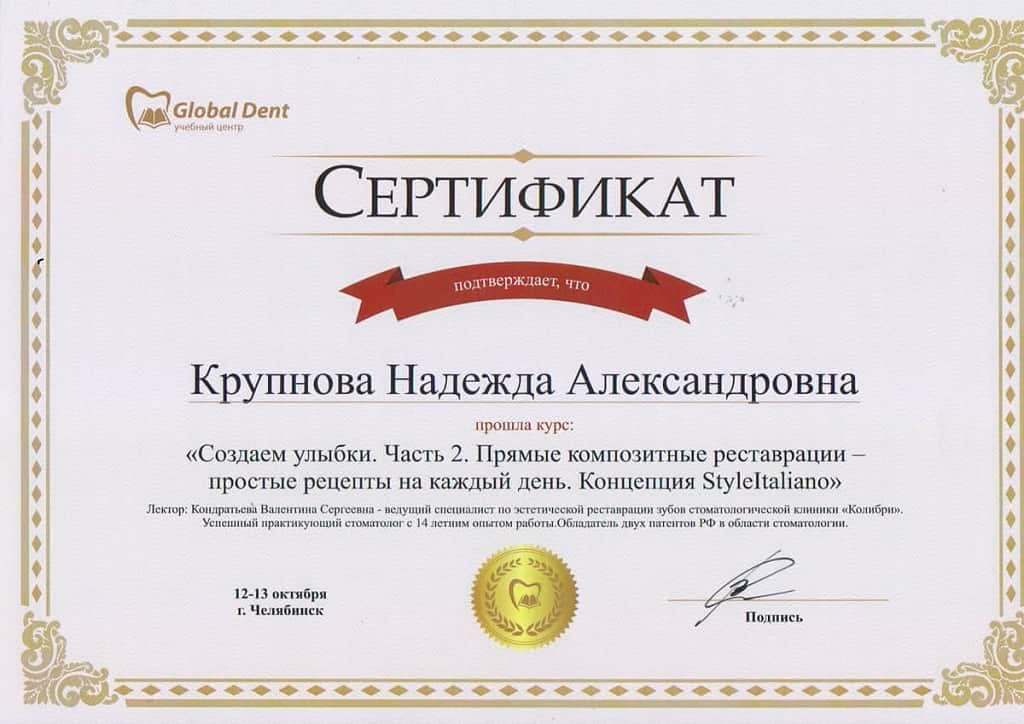 Global Dent
учебный центр
СЕРТИФИКАТ
подтверждает, что
Крупнова Надежда Александровна
прошла курс:
«Создаем улыбки. Часть 2. Прямые композитные реставрации –
простые рецепты на каждый день. Концепция StyleItaliano»
Лектор: Кондратьева Валентина Сергеевна - ведущий специалист по эстетической реставрации зубов стоматологической клиники «Колибри».
Успешный практикующий стоматолог с 14 летним опытом работы.Обладатель двух патентов РФ в области стоматологии.
12-13 октября
г. Челябинск
Подпись